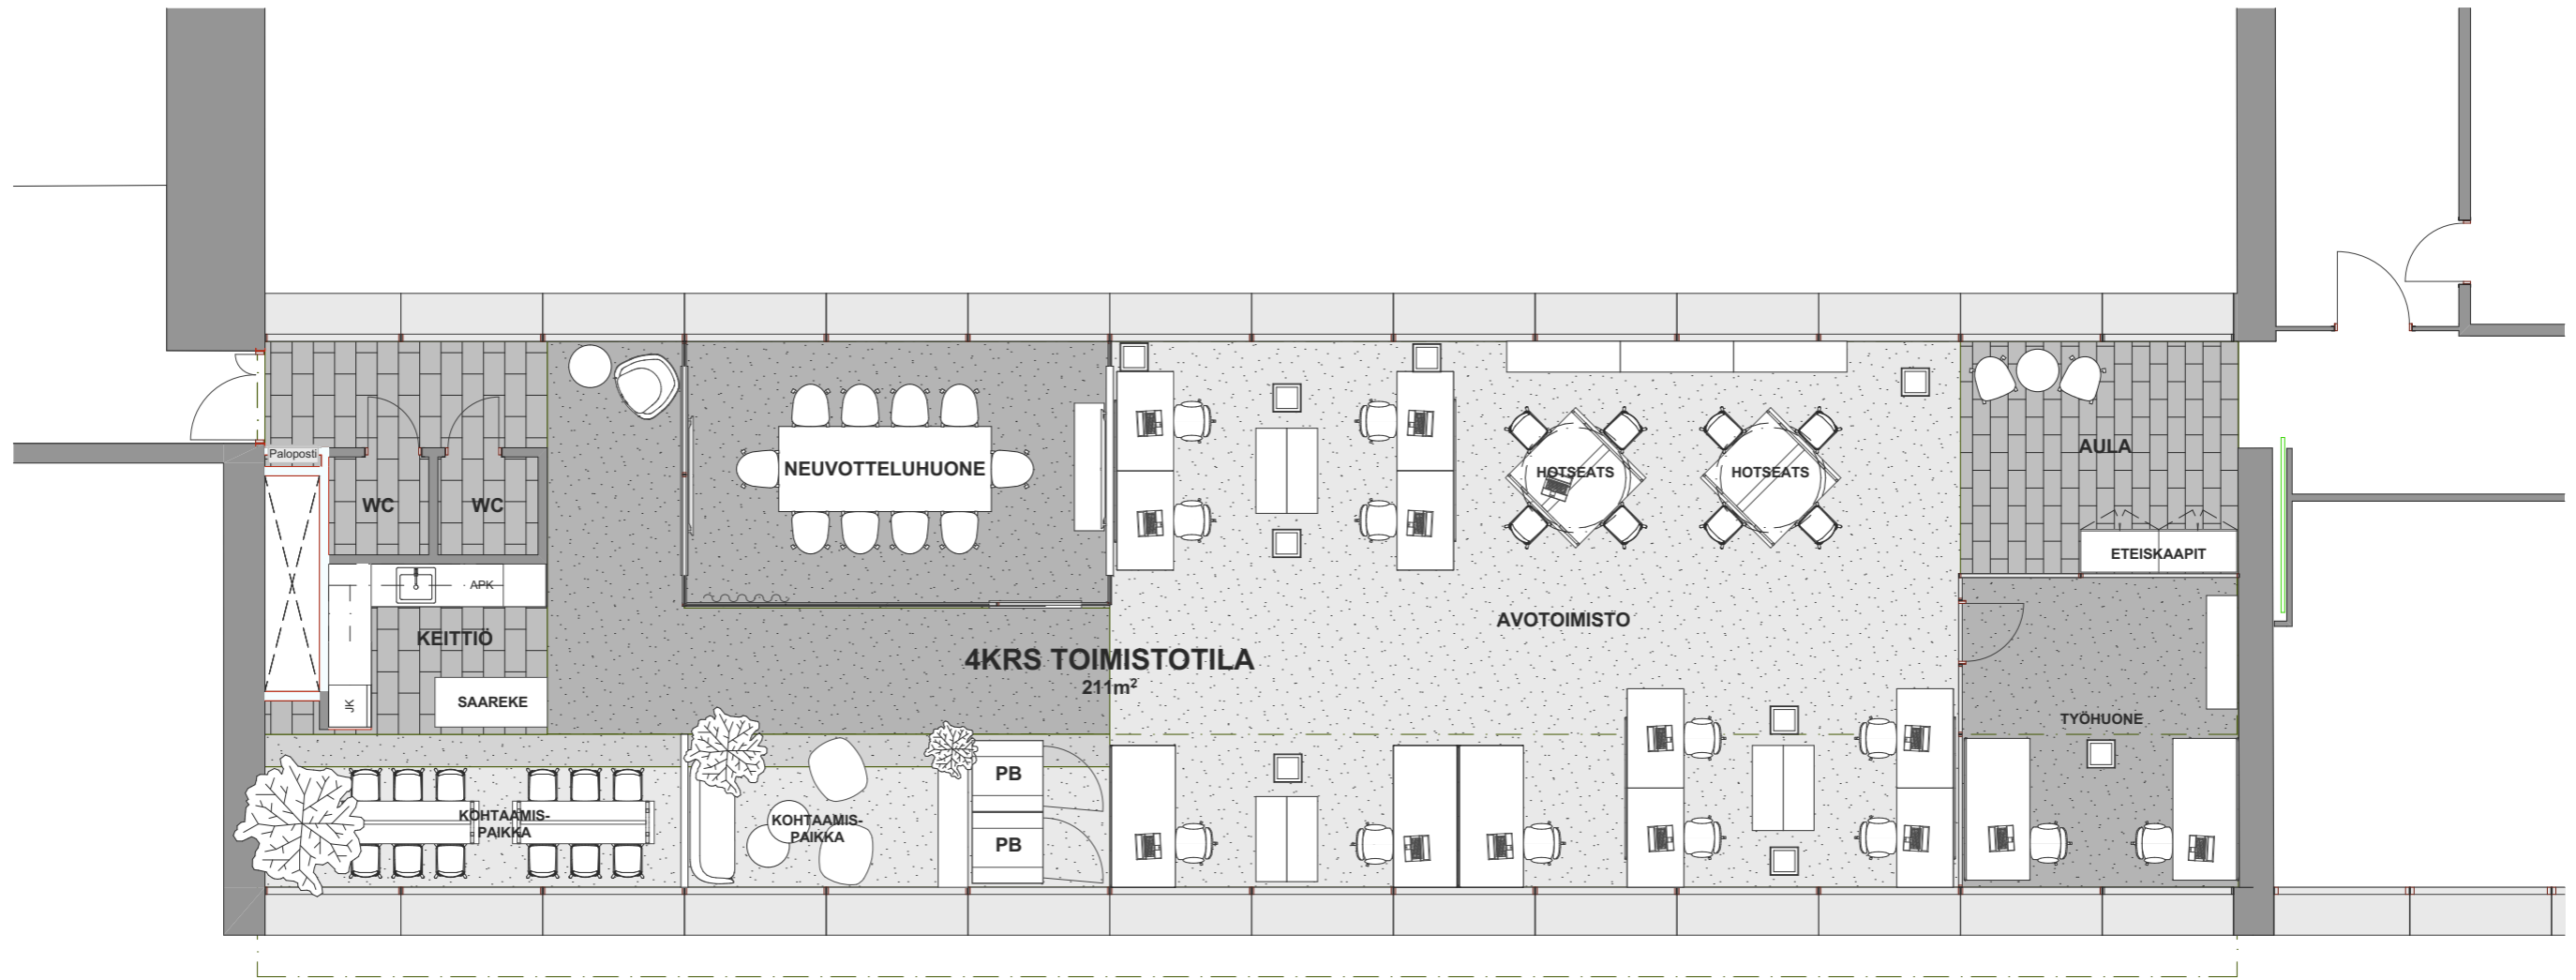 Paloposti
WC
WC
NEUVOTTELUHUONE
HOTSEATS
HOTSEATS
AULA
ETEISKAAPIT
APK
KEITTIÖ
JK
SAAREKE
4KRS TOIMISTOTILA
211m²
AVOTOIMISTO
TYÖHUONE
KOHTAAMIS-
PAIKKA
KOHTAAMIS-
PAIKKA
PB
PB